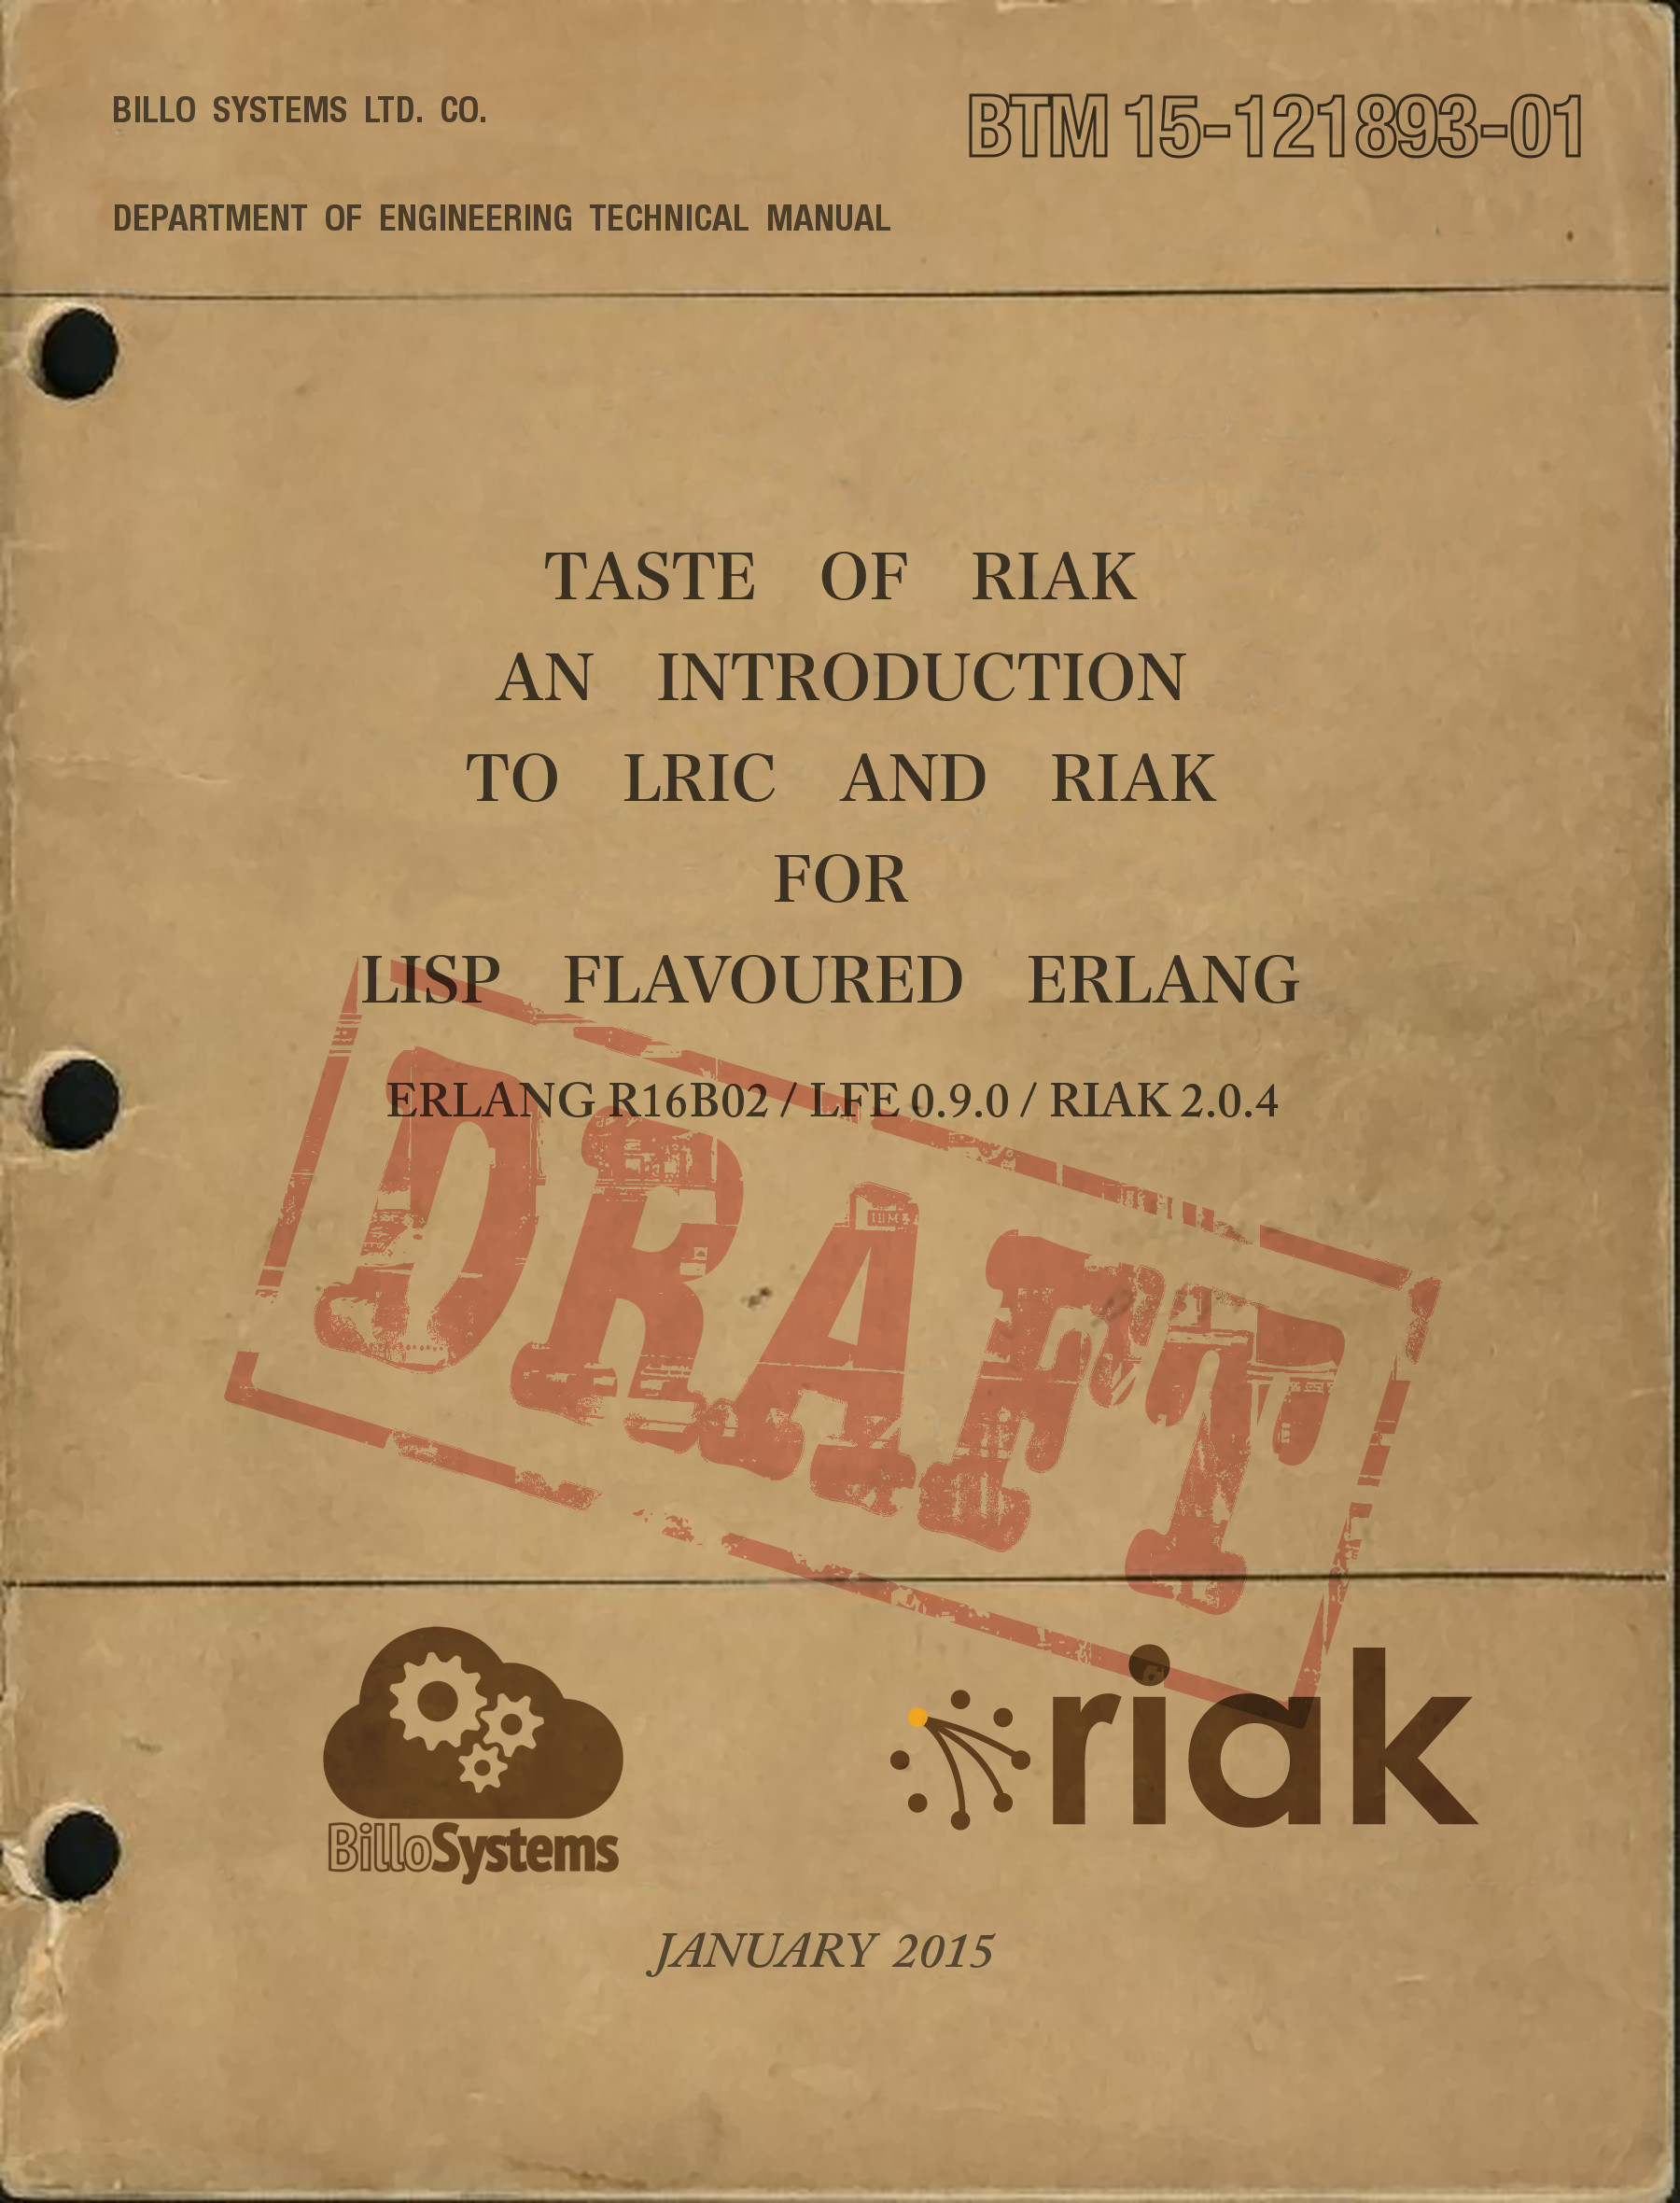 BILLO SYSTEMS LTD. CO.
BTM 15-121893-01
DEPARTMENT OF ENGINEERING TECHNICAL MANUAL
TASTE OF RIAK
AN INTRODUCTION
TO LRIC AND RIAK
FOR
LISP FLAVOURED ERLANG
ERLANG R16B02 / LFE 0.9.0 / RIAK 2.0.4
DRAFT
IBM
BilloSystems
riak
JANUARY 2015